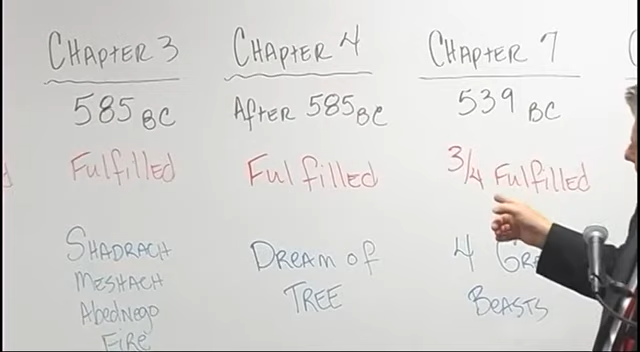 CHAPTER 3
585 BC
Fulfilled
SHADRACH
MESHACH
AbedNego
FIRE
CHAPTER 4
After 585 BC
Fulfilled
DREAM of
TREE
CHAPTER 7
539 BC
3/4 Fulfilled
4
BEASTS